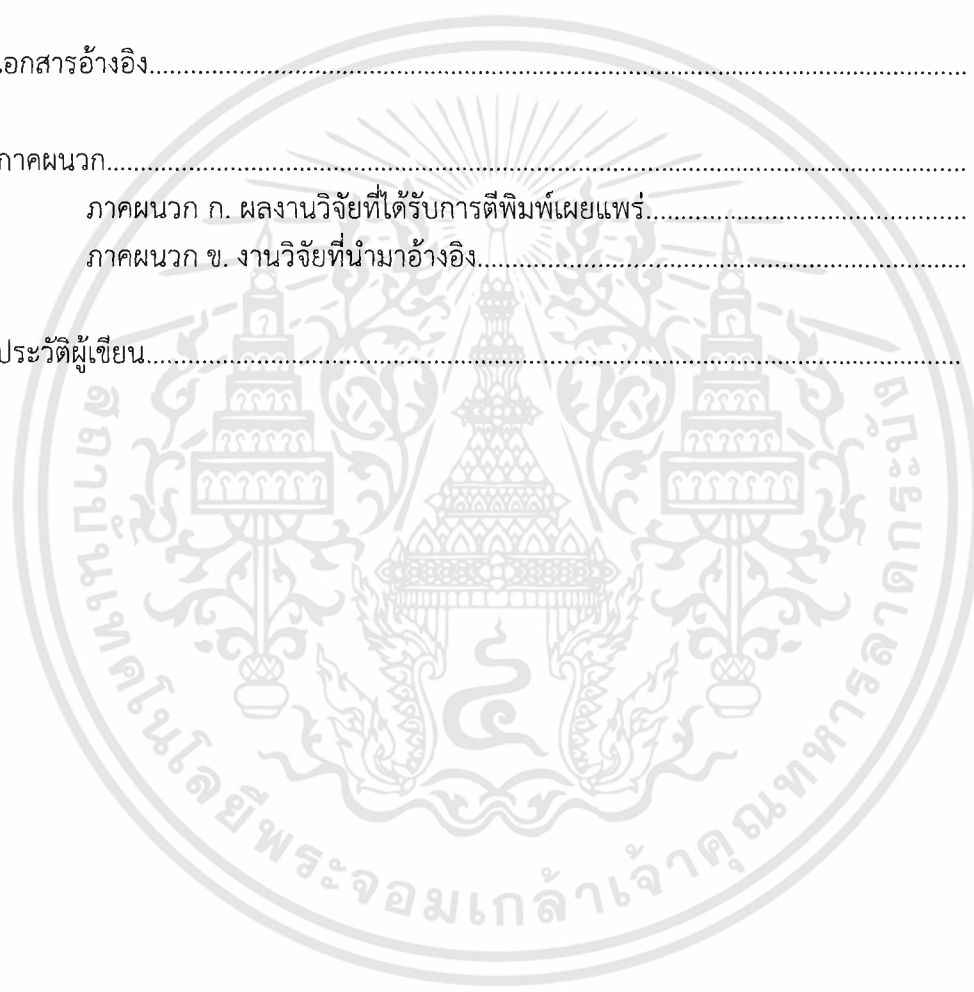 เอกสารอ้างอิง
ภาคผนวก
ภาคผนวก ก. ผลงานวิจัยที่ได้รับการตีพิมพ์เผยแพร่
ภาคผนวก ข. งานวิจัยที่นำมาอ้างอิง
ประวัติผู้เขียน
สถาบันเทคโนโลยีพระจอมเกล้าเจ้าคุณทหารลาดกระบัง
๔